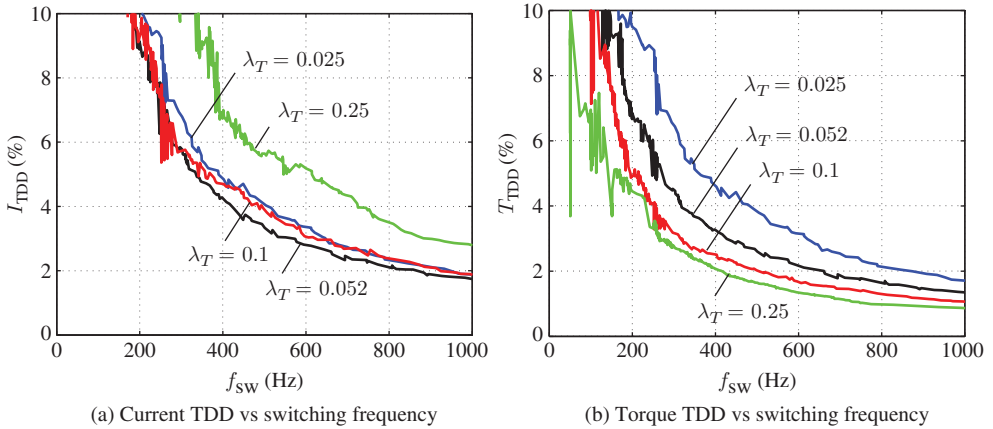 10
8
6
4
2
0
I_TDD (%)
λ_T = 0.025
λ_T = 0.25
λ_T = 0.1
λ_T = 0.052
0 200 400 600 800 1000
f_SW (Hz)
(a) Current TDD vs switching frequency
10
8
6
4
2
0
T_TDD (%)
λ_T = 0.025
λ_T = 0.052
λ_T = 0.1
λ_T = 0.25
0 200 400 600 800 1000
f_SW (Hz)
(b) Torque TDD vs switching frequency